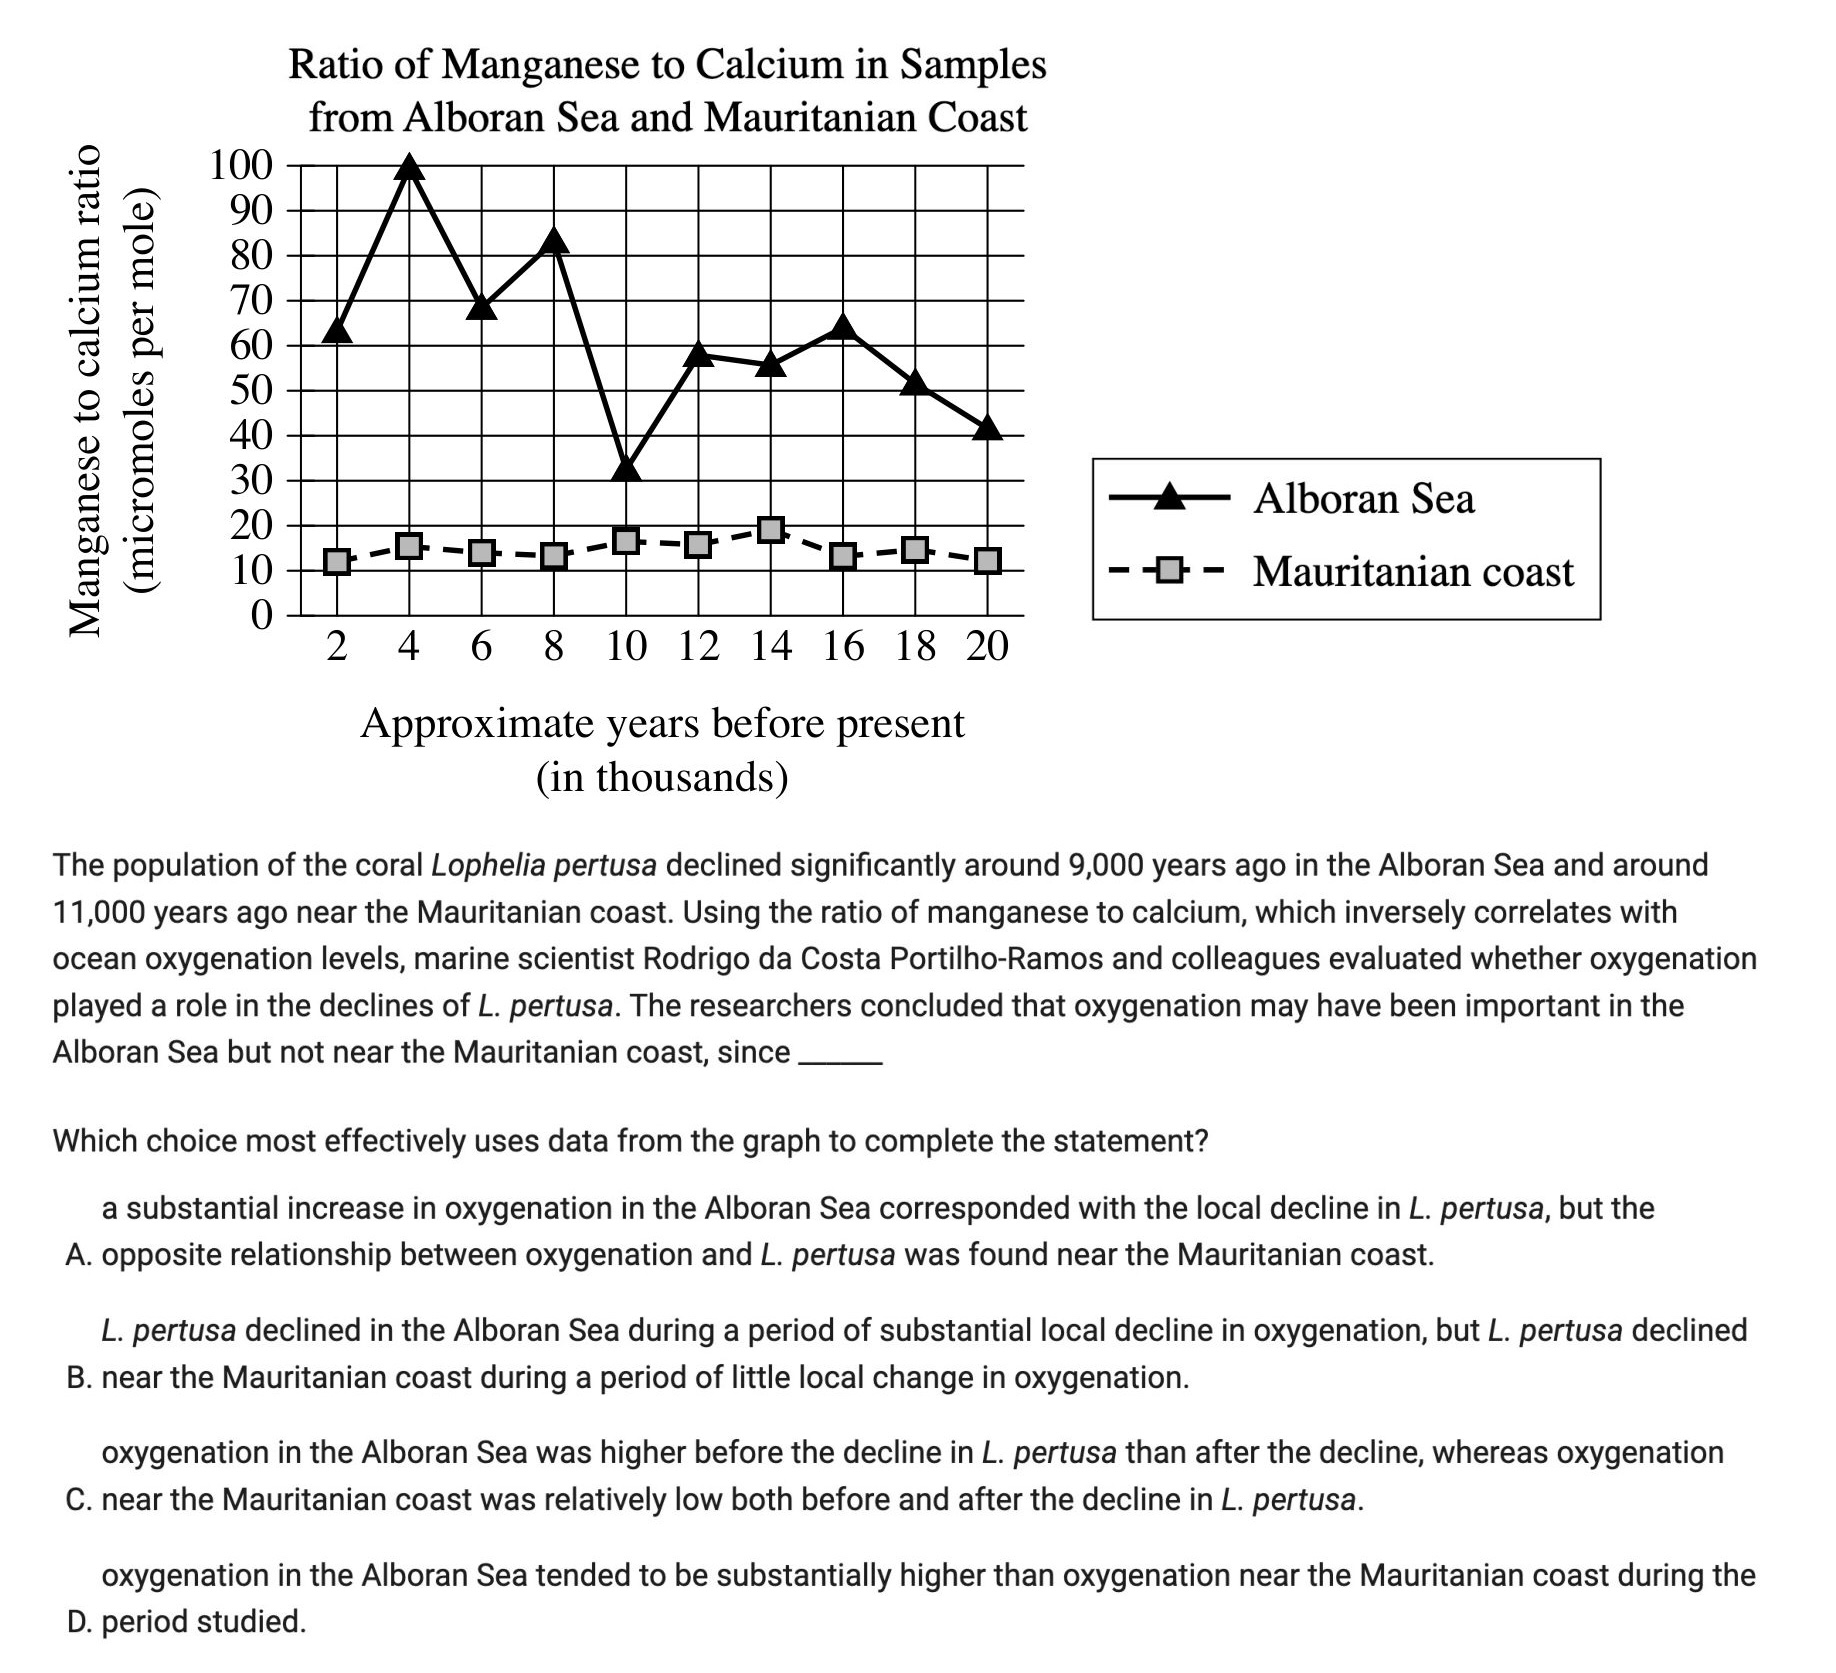 Ratio of Manganese to Calcium in Samples
from Alboran Sea and Mauritanian Coast
Manganese to calcium ratio
(micromoles per mole)
100
90
80
70
60
50
40
30
20
10
0
2 4 6 8 10 12 14 16 18 20
Approximate years before present
(in thousands)
Alboran Sea
Mauritanian coast
The population of the coral Lophelia pertusa declined significantly around 9,000 years ago in the Alboran Sea and around
11,000 years ago near the Mauritanian coast. Using the ratio of manganese to calcium, which inversely correlates with
ocean oxygenation levels, marine scientist Rodrigo da Costa Portilho-Ramos and colleagues evaluated whether oxygenation
played a role in the declines of L. pertusa. The researchers concluded that oxygenation may have been important in the
Alboran Sea but not near the Mauritanian coast, since ______
Which choice most effectively uses data from the graph to complete the statement?
a substantial increase in oxygenation in the Alboran Sea corresponded with the local decline in L. pertusa, but the
A. opposite relationship between oxygenation and L. pertusa was found near the Mauritanian coast.
L. pertusa declined in the Alboran Sea during a period of substantial local decline in oxygenation, but L. pertusa declined
B. near the Mauritanian coast during a period of little local change in oxygenation.
oxygenation in the Alboran Sea was higher before the decline in L. pertusa than after the decline, whereas oxygenation
C. near the Mauritanian coast was relatively low both before and after the decline in L. pertusa.
oxygenation in the Alboran Sea tended to be substantially higher than oxygenation near the Mauritanian coast during the
D. period studied.